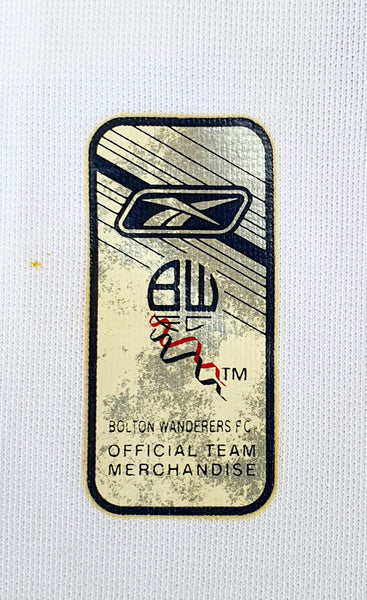 BW
FC
TM
BOLTON WANDERERS FC
OFFICIAL TEAM
MERCHANDISE